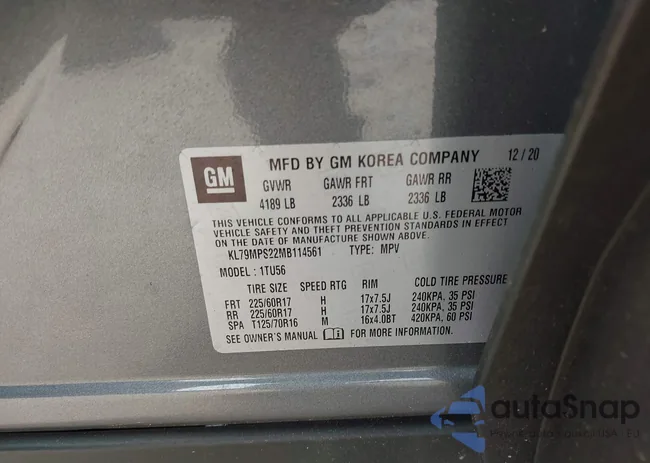 GM MFD BY GM KOREA COMPANY 12/20
GVWR GAWR FRT GAWR RR
4189 LB 2336 LB 2336 LB
THIS VEHICLE CONFORMS TO ALL APPLICABLE U.S. FEDERAL MOTOR
VEHICLE SAFETY AND THEFT PREVENTION STANDARDS IN EFFECT
ON THE DATE OF MANUFACTURE SHOWN ABOVE.
KL79MPS22MB114561 TYPE: MPV
MODEL : 1TU56
TIRE SIZE SPEED RTG RIM COLD TIRE PRESSURE
FRT 225/60R17 H 17x7.5J 240KPA, 35 PSI
RR 225/60R17 H 17x7.5J 240KPA, 35 PSI
SPA T125/70R16 M 16x4.0BT 420KPA, 60 PSI
SEE OWNER'S MANUAL FOR MORE INFORMATION.
autoSnap